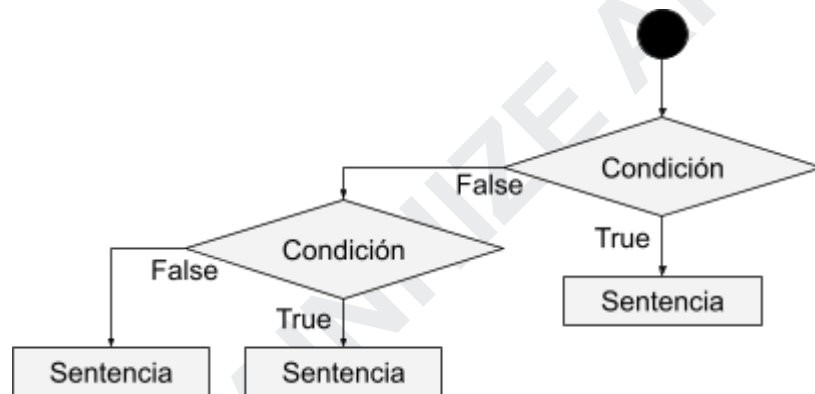 Condición
False
True
Condición
Sentencia
False
True
Sentencia
Sentencia